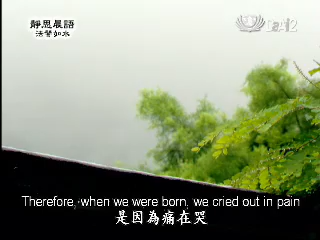 靜思晨語
法譬如水
Therefore, when we were born, we cried out in pain
是因為痛在哭